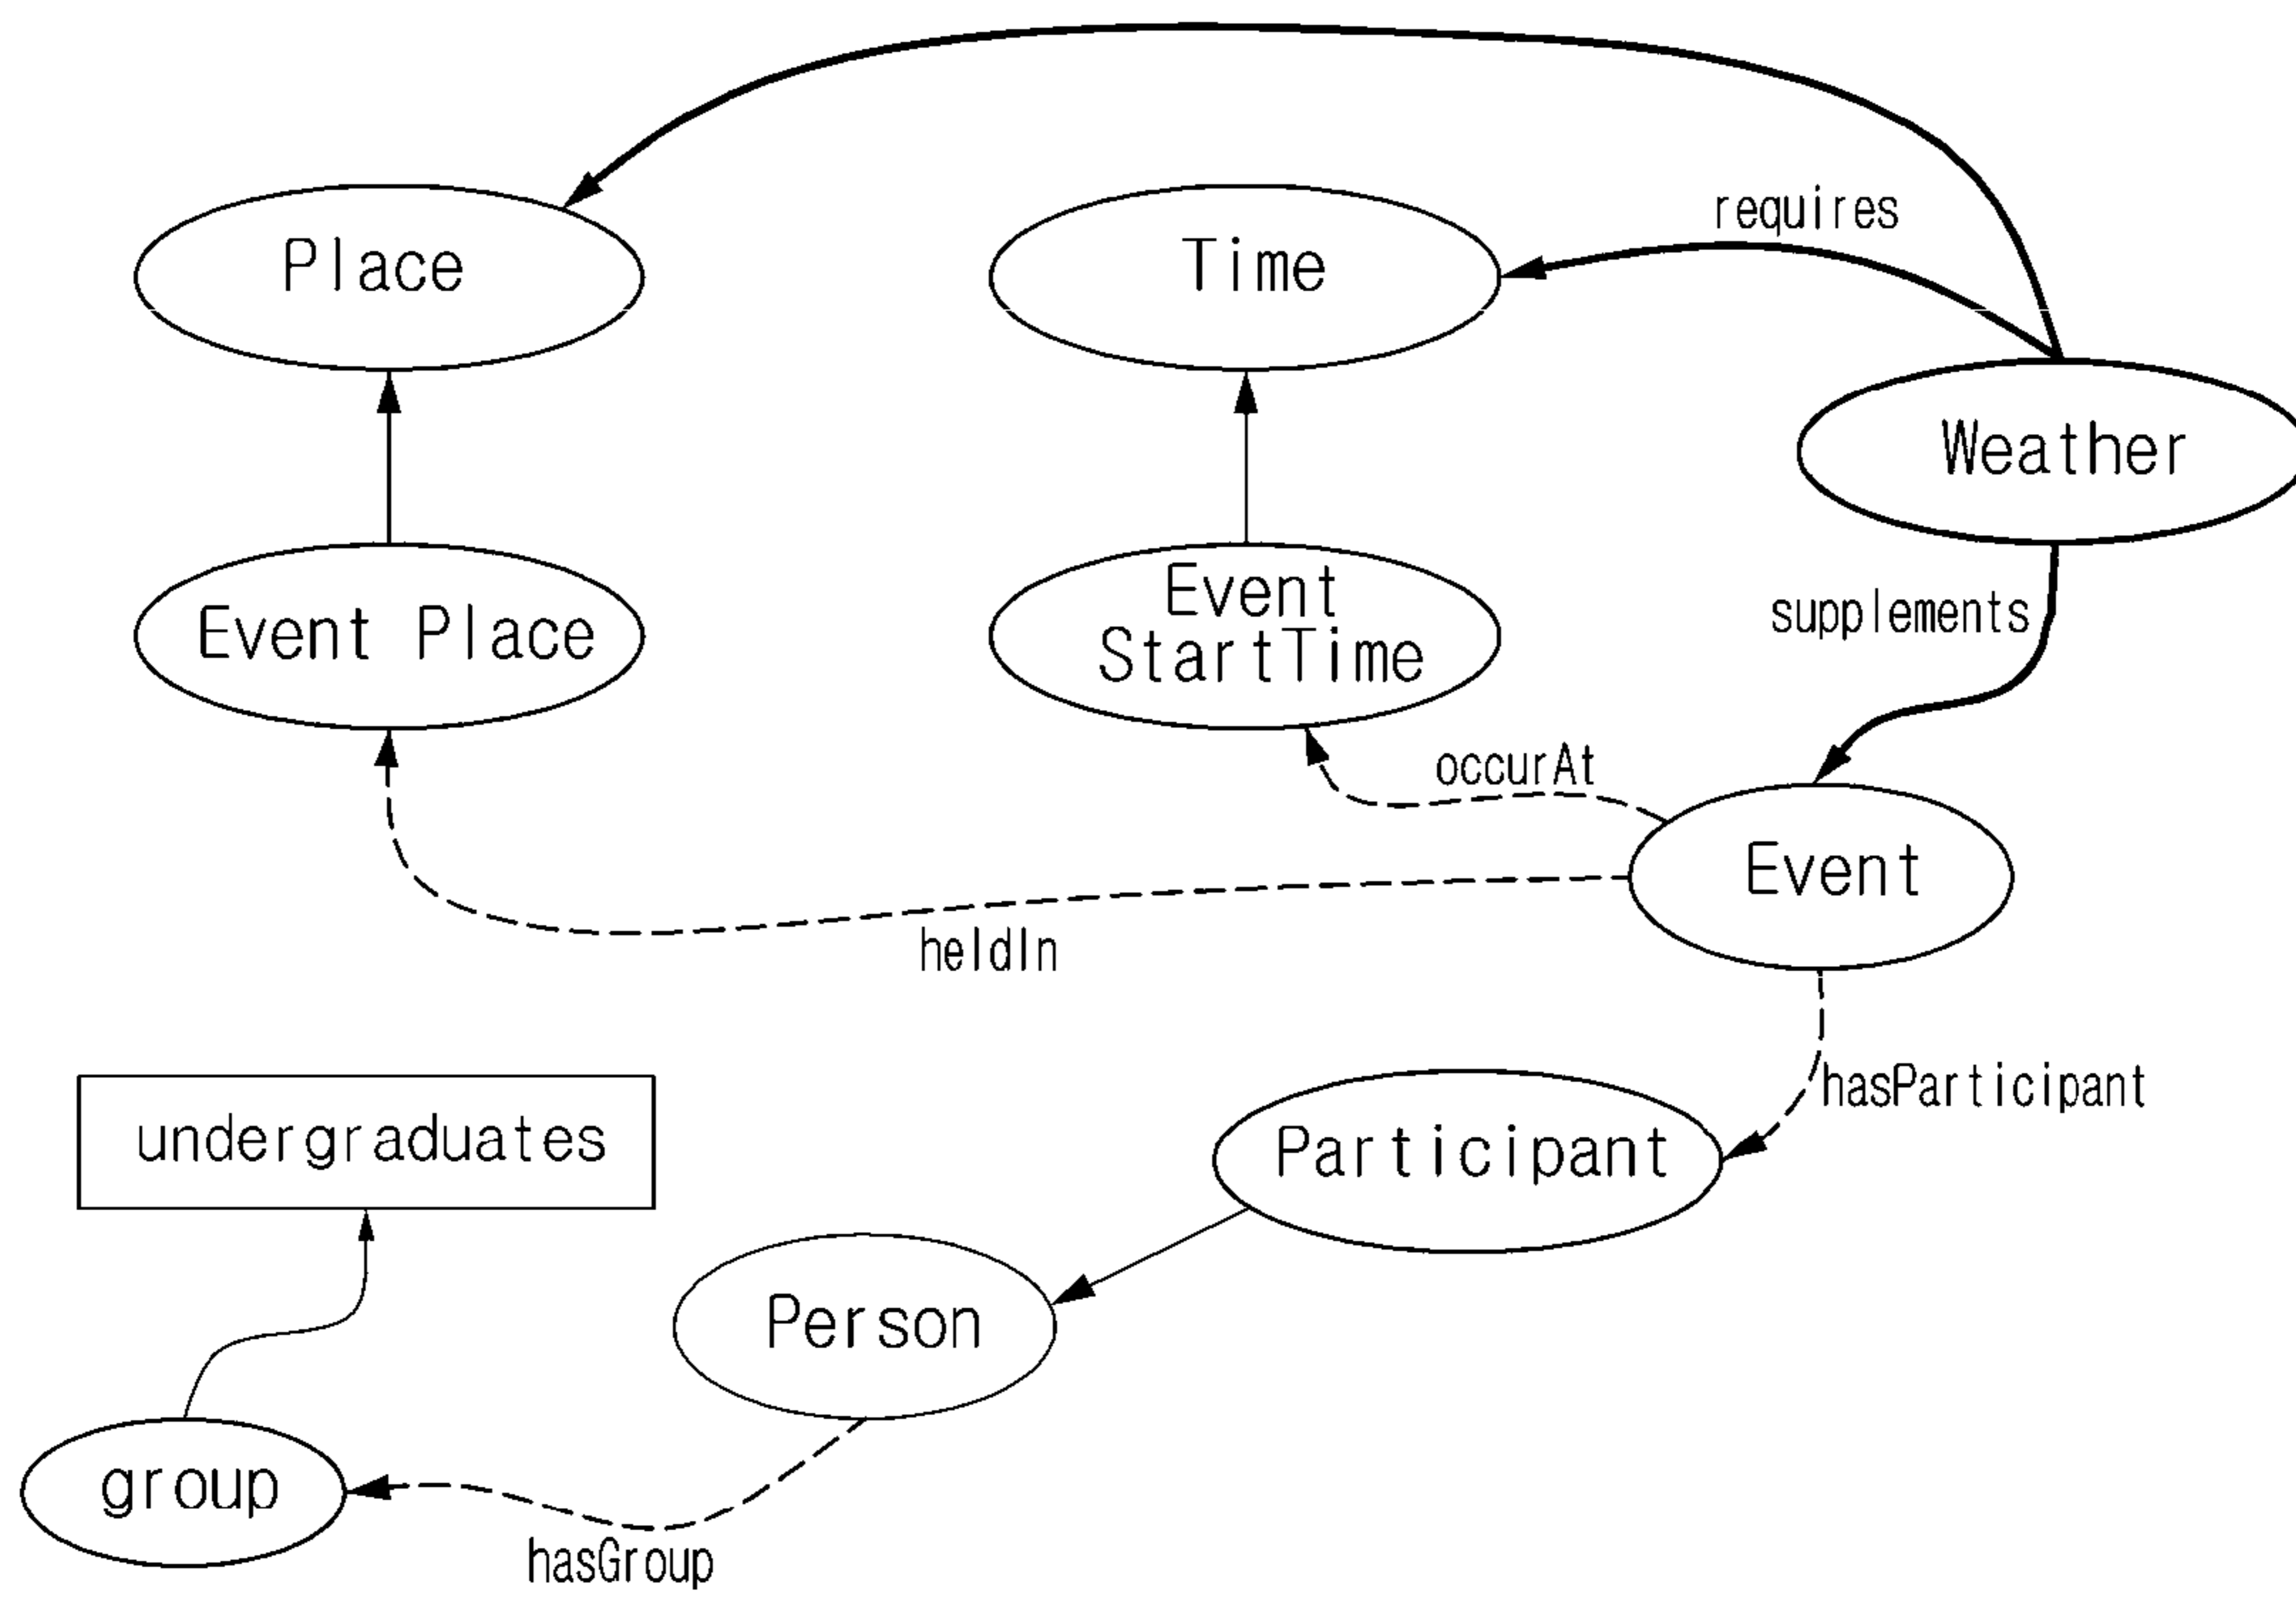 requires
Place
Time
Weather
Event
StartTime
Event Place
supplements
occurAt
Event
heldIn
hasParticipant
undergraduates
Participant
Person
group
hasGroup